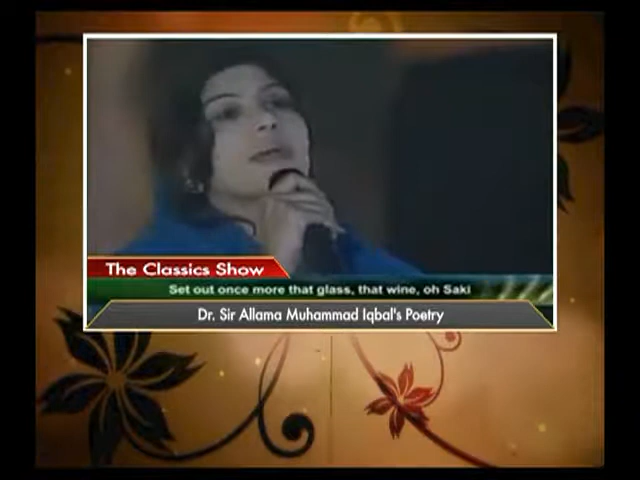 The Classics Show
Set out once more that glass, that wine, oh Saki
Dr. Sir Allama Muhammad Iqbal's Poetry